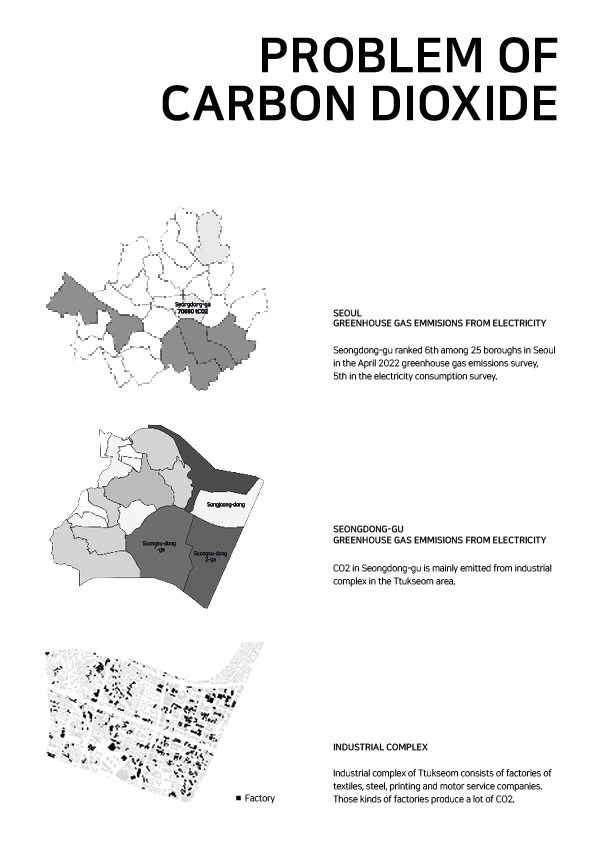 PROBLEM OF
CARBON DIOXIDE
Seongdong-gu
70680 tCO2
SEOUL
GREENHOUSE GAS EMMISIONS FROM ELECTRICITY
Seongdong-gu ranked 6th among 25 boroughs in Seoul
in the April 2022 greenhouse gas emissions survey,
5th in the electricity consumption survey.
Songjeong-dong
Seongsu-dong
-ga
Seongsu-dong
2-ga
SEONGDONG-GU
GREENHOUSE GAS EMMISIONS FROM ELECTRICITY
CO2 in Seongdong-gu is mainly emitted from industrial
complex in the Ttukseom area.
INDUSTRIAL COMPLEX
Industrial complex of Ttukseom consists of factories of
textiles, steel, printing and motor service companies.
Those kinds of factories produce a lot of CO2.
Factory